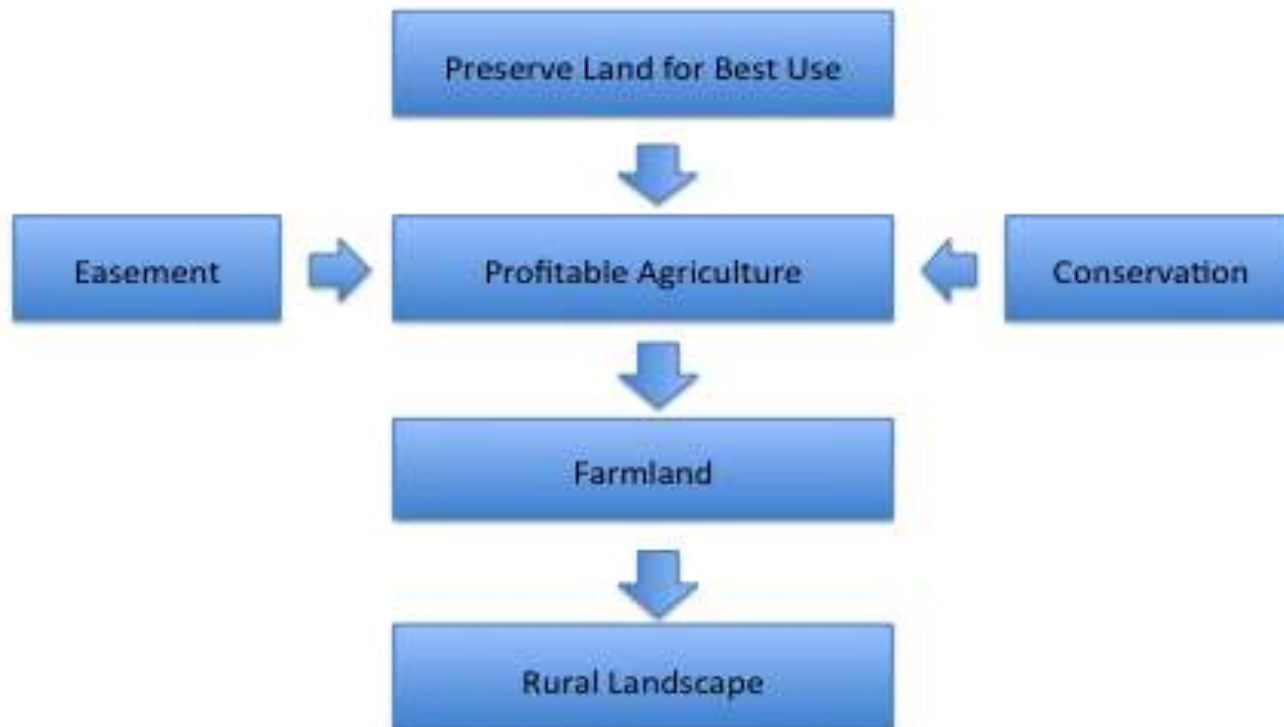 Preserve Land for Best Use
Easement
Profitable Agriculture
Conservation
Farmland
Rural Landscape